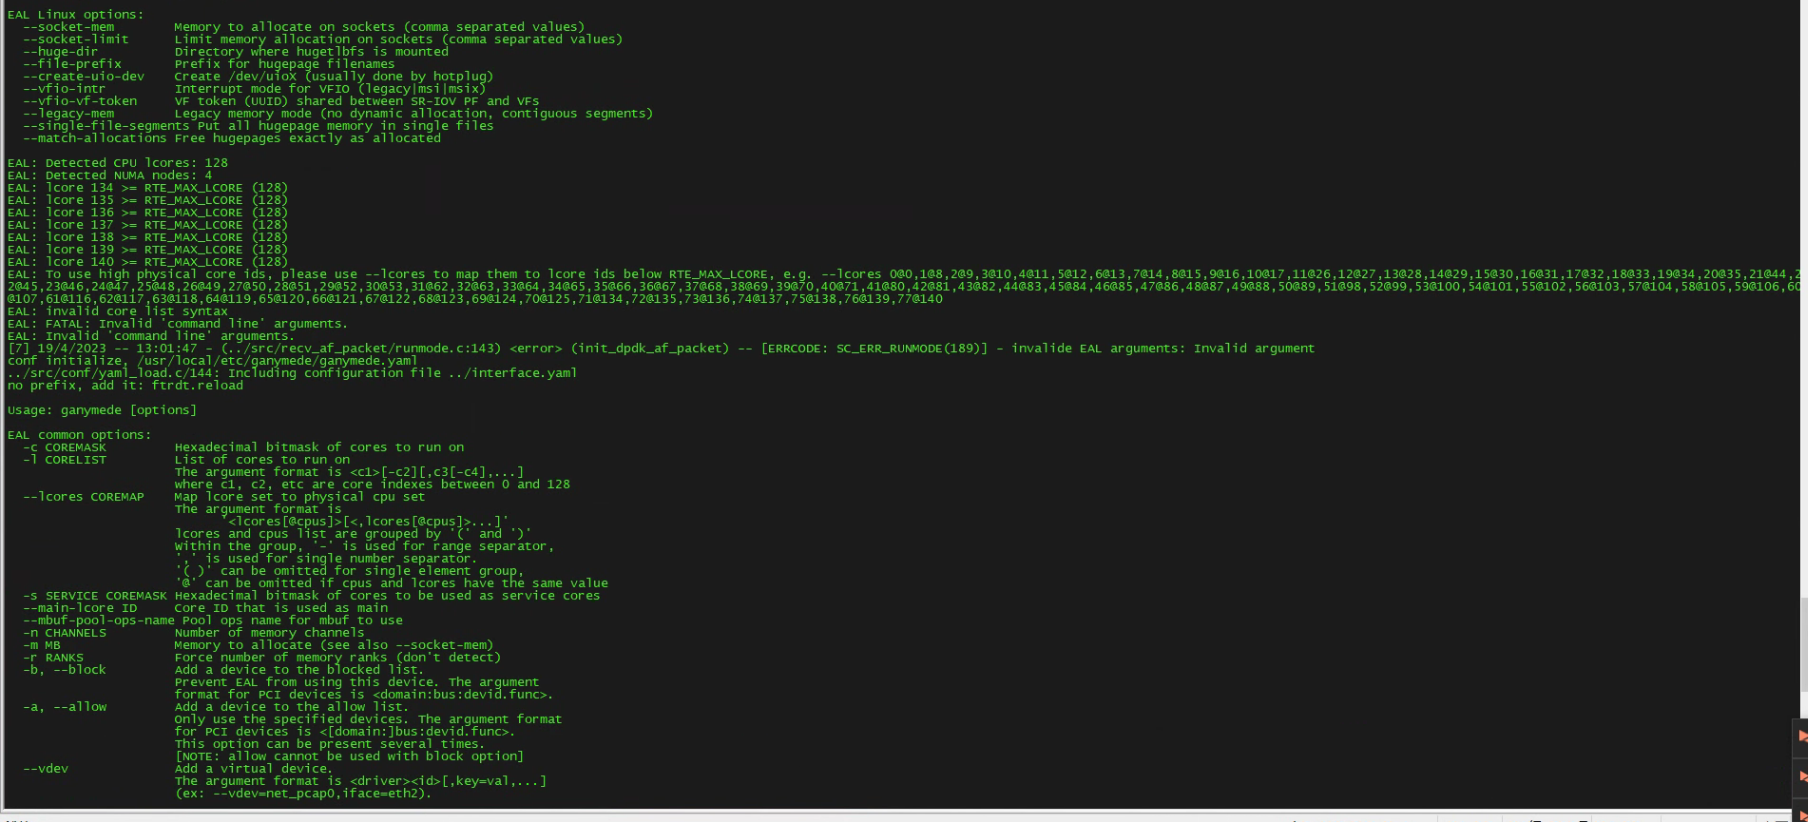 EAL Linux options:
--socket-mem Memory to allocate on sockets (comma separated values)
--socket-limit Limit memory allocation on sockets (comma separated values)
--huge-dir Directory where hugetlbfs is mounted
--file-prefix Prefix for hugepage filenames
--create-uio-dev Create /dev/uioX (usually done by hotplug)
--vfio-intr Interrupt mode for VFIO (legacy|msi|msix)
--vfio-vf-token VF token (UUID) shared between SR-IOV PF and VFs
--legacy-mem Legacy memory mode (no dynamic allocation, contiguous segments)
--single-file-segments Put all hugepage memory in single files
--match-allocations Free hugepages exactly as allocated
EAL: Detected CPU lcores: 128
EAL: Detected NUMA nodes: 4
EAL: lcore 134 >= RTE_MAX_LCORE (128)
EAL: lcore 135 >= RTE_MAX_LCORE (128)
EAL: lcore 136 >= RTE_MAX_LCORE (128)
EAL: lcore 137 >= RTE_MAX_LCORE (128)
EAL: lcore 138 >= RTE_MAX_LCORE (128)
EAL: lcore 139 >= RTE_MAX_LCORE (128)
EAL: lcore 140 >= RTE_MAX_LCORE (128)
EAL: To use high physical core ids, please use --lcores to map them to lcore ids below RTE_MAX_LCORE, e.g. --lcores 0@0,1@8,2@9,3@10,4@11,5@12,6@13,7@14,8@15,9@16,10@17,11@26,12@27,13@28,14@29,15@30,16@31,17@32,18@33,19@34,20@35,21@44,2
2@45,23@46,24@47,25@48,26@49,27@50,28@51,29@52,30@53,31@62,32@63,33@64,34@65,35@66,36@67,37@68,38@69,39@70,40@71,41@80,42@81,43@82,44@83,45@84,46@85,47@86,48@87,49@88,50@89,51@98,52@99,53@100,54@101,55@102,56@103,57@104,58@105,59@106,60
@107,61@116,62@117,63@118,64@119,65@120,66@121,67@122,68@123,69@124,70@125,71@134,72@135,73@136,74@137,75@138,76@139,77@140
EAL: invalid core list syntax
EAL: FATAL: Invalid 'command line' arguments.
EAL: Invalid 'command line' arguments.
[7] 19/4/2023 -- 13:01:47 - (../src/recv_af_packet/runmode.c:143) <error> (init_dpdk_af_packet) -- [ERRCODE: SC_ERR_RUNMODE(189)] - invalide EAL arguments: Invalid argument
conf initialize, /usr/local/etc/ganymede/ganymede.yaml
../src/conf/yaml_load.c/144: Including configuration file ../interface.yaml
no prefix, add it: ftrdt.reload
Usage: ganymede [options]
EAL common options:
-c COREMASK Hexadecimal bitmask of cores to run on
-l CORELIST List of cores to run on
The argument format is <c1>[-c2][,c3[-c4],...]
where c1, c2, etc are core indexes between 0 and 128
--lcores COREMAP Map lcore set to physical cpu set
The argument format is
'<lcores[@cpus]>[<,lcores[@cpus]>...]'
lcores and cpus list are grouped by '(' and ')'
Within the group, '-' is used for range separator,
',' is used for single number separator.
'( )' can be omitted for single element group,
'@' can be omitted if cpus and lcores have the same value
-s SERVICE COREMASK Hexadecimal bitmask of cores to be used as service cores
--main-lcore ID Core ID that is used as main
--mbuf-pool-ops-name Pool ops name for mbuf to use
-n CHANNELS Number of memory channels
-m MB Memory to allocate (see also --socket-mem)
-r RANKS Force number of memory ranks (don't detect)
-b, --block Add a device to the blocked list.
Prevent EAL from using this device. The argument
format for PCI devices is <domain:bus:devid.func>.
-a, --allow Add a device to the allow list.
Only use the specified devices. The argument format
for PCI devices is <[domain:]bus:devid.func>.
This option can be present several times.
[NOTE: allow cannot be used with block option]
--vdev Add a virtual device.
The argument format is <driver><id>[,key=val,...]
(ex: --vdev=net_pcap0,iface=eth2).